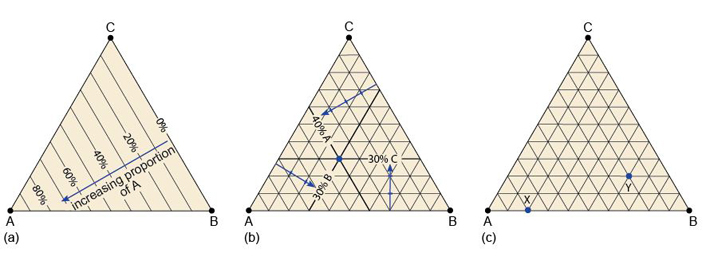 C
0%
20%
40%
60%
80%
increasing proportion
of A
A
B
(a)
C
40% A
30% C
30% B
A
B
(b)
C
X
Y
A
B
(c)